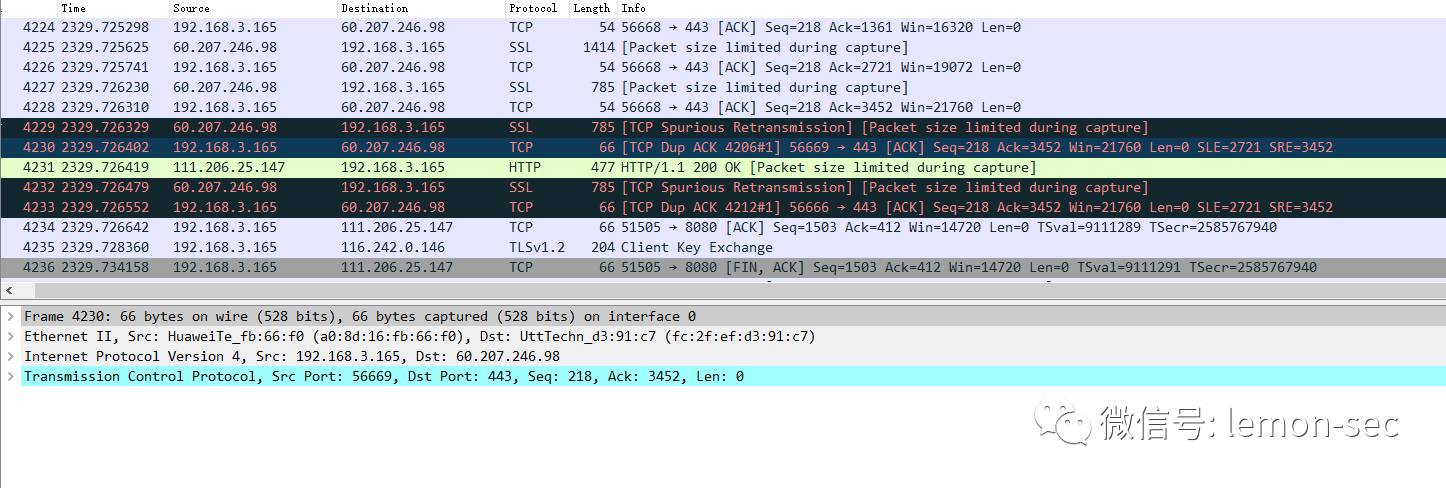 Time Source Destination Protocol Length Info
4224 2329.725298 192.168.3.165 60.207.246.98 TCP 54 56668 → 443 [ACK] Seq=218 Ack=1361 Win=16320 Len=0
4225 2329.725625 60.207.246.98 192.168.3.165 SSL 1414 [Packet size limited during capture]
4226 2329.725741 192.168.3.165 60.207.246.98 TCP 54 56668 → 443 [ACK] Seq=218 Ack=2721 Win=19072 Len=0
4227 2329.726230 60.207.246.98 192.168.3.165 SSL 785 [Packet size limited during capture]
4228 2329.726310 192.168.3.165 60.207.246.98 TCP 54 56668 → 443 [ACK] Seq=218 Ack=3452 Win=21760 Len=0
4229 2329.726329 60.207.246.98 192.168.3.165 SSL 785 [TCP Spurious Retransmission] [Packet size limited during capture]
4230 2329.726402 192.168.3.165 60.207.246.98 TCP 66 [TCP Dup ACK 4206#1] 56669 → 443 [ACK] Seq=218 Ack=3452 Win=21760 Len=0 SLE=2721 SRE=3452
4231 2329.726419 111.206.25.147 192.168.3.165 HTTP 477 HTTP/1.1 200 OK [Packet size limited during capture]
4232 2329.726479 60.207.246.98 192.168.3.165 SSL 785 [TCP Spurious Retransmission] [Packet size limited during capture]
4233 2329.726552 192.168.3.165 60.207.246.98 TCP 66 [TCP Dup ACK 4212#1] 56666 → 443 [ACK] Seq=218 Ack=3452 Win=21760 Len=0 SLE=2721 SRE=3452
4234 2329.726642 192.168.3.165 111.206.25.147 TCP 66 51505 → 8080 [ACK] Seq=1503 Ack=412 Win=14720 Len=0 TSval=9111289 TSecr=2585767940
4235 2329.728360 192.168.3.165 116.242.0.146 TLSv1.2 204 Client Key Exchange
4236 2329.734158 192.168.3.165 111.206.25.147 TCP 66 51505 → 8080 [FIN, ACK] Seq=1503 Ack=412 Win=14720 Len=0 TSval=9111291 TSecr=2585767940
Frame 4230: 66 bytes on wire (528 bits), 66 bytes captured (528 bits) on interface 0
Ethernet II, Src: HuaweiTe_fb:66:f0 (a0:8d:16:fb:66:f0), Dst: UttTechn_d3:91:c7 (fc:2f:ef:d3:91:c7)
Internet Protocol Version 4, Src: 192.168.3.165, Dst: 60.207.246.98
Transmission Control Protocol, Src Port: 56669, Dst Port: 443, Seq: 218, Ack: 3452, Len: 0
微信号: lemon-sec